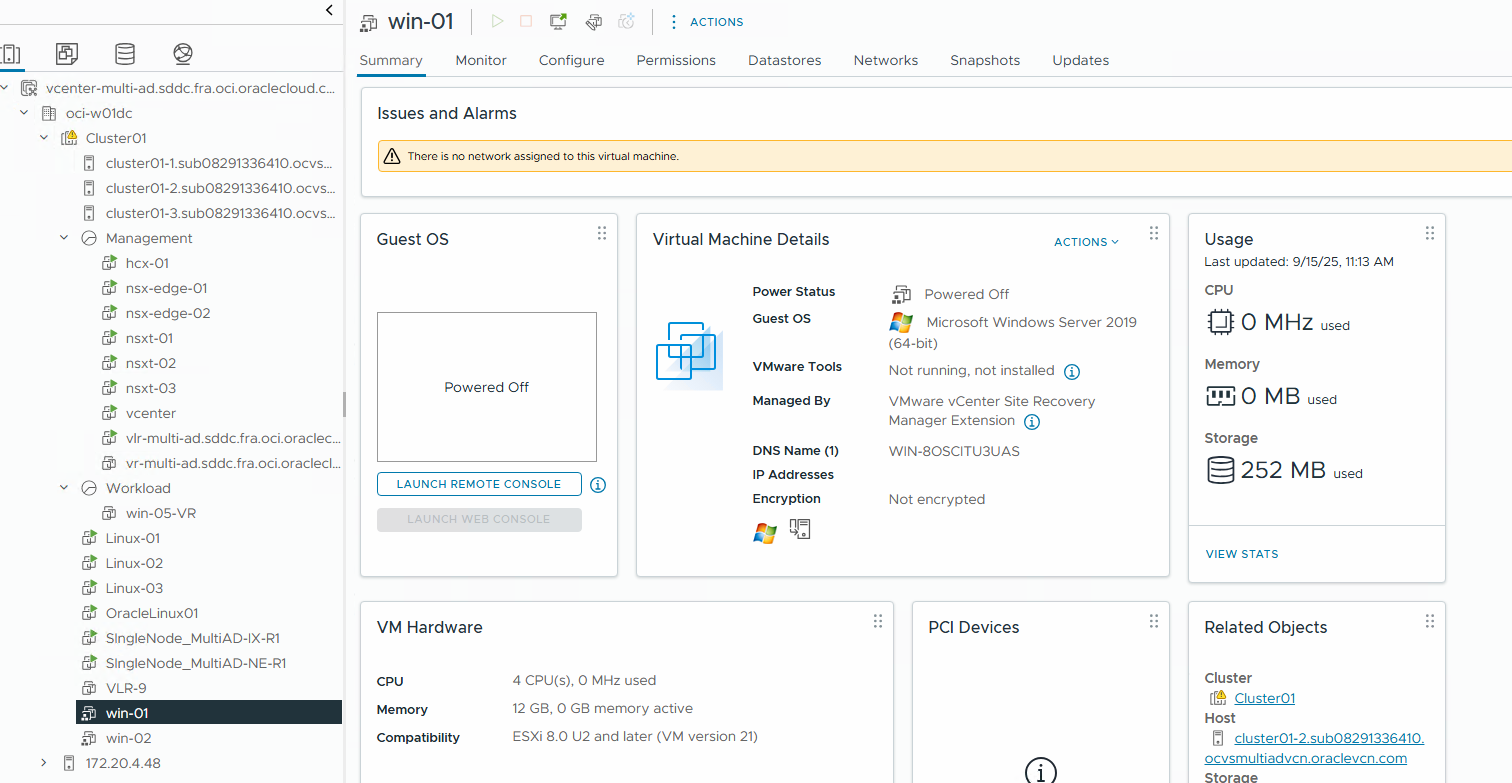 win-01
ACTIONS
Summary Monitor Configure Permissions Datastores Networks Snapshots Updates
vcenter-multi-ad.sddc.fra.oci.oraclecloud.c...
oci-w01dc
Cluster01
cluster01-1.sub08291336410.ocvs...
cluster01-2.sub08291336410.ocvs...
cluster01-3.sub08291336410.ocvs...
Management
hcx-01
nsx-edge-01
nsx-edge-02
nsxt-01
nsxt-02
nsxt-03
vcenter
vlr-multi-ad.sddc.fra.oci.oraclec...
vr-multi-ad.sddc.fra.oci.oraclecl...
Workload
win-05-VR
Linux-01
Linux-02
Linux-03
OracleLinux01
SIngleNode_MultiAD-IX-R1
SIngleNode_MultiAD-NE-R1
VLR-9
win-01
win-02
172.20.4.48
Issues and Alarms
There is no network assigned to this virtual machine.
Guest OS
Powered Off
LAUNCH REMOTE CONSOLE
LAUNCH WEB CONSOLE
Virtual Machine Details
ACTIONS
Power Status Powered Off
Guest OS Microsoft Windows Server 2019
(64-bit)
VMware Tools Not running, not installed
Managed By VMware vCenter Site Recovery
Manager Extension
DNS Name (1) WIN-8OSCITU3UAS
IP Addresses
Encryption Not encrypted
Usage
Last updated: 9/15/25, 11:13 AM
CPU
0 MHz used
Memory
0 MB used
Storage
252 MB used
VIEW STATS
VM Hardware
CPU 4 CPU(s), 0 MHz used
Memory 12 GB, 0 GB memory active
Compatibility ESXi 8.0 U2 and later (VM version 21)
PCI Devices
Related Objects
Cluster
Cluster01
Host
cluster01-2.sub08291336410.
ocvsmultiadvcn.oraclevcn.com
Storage